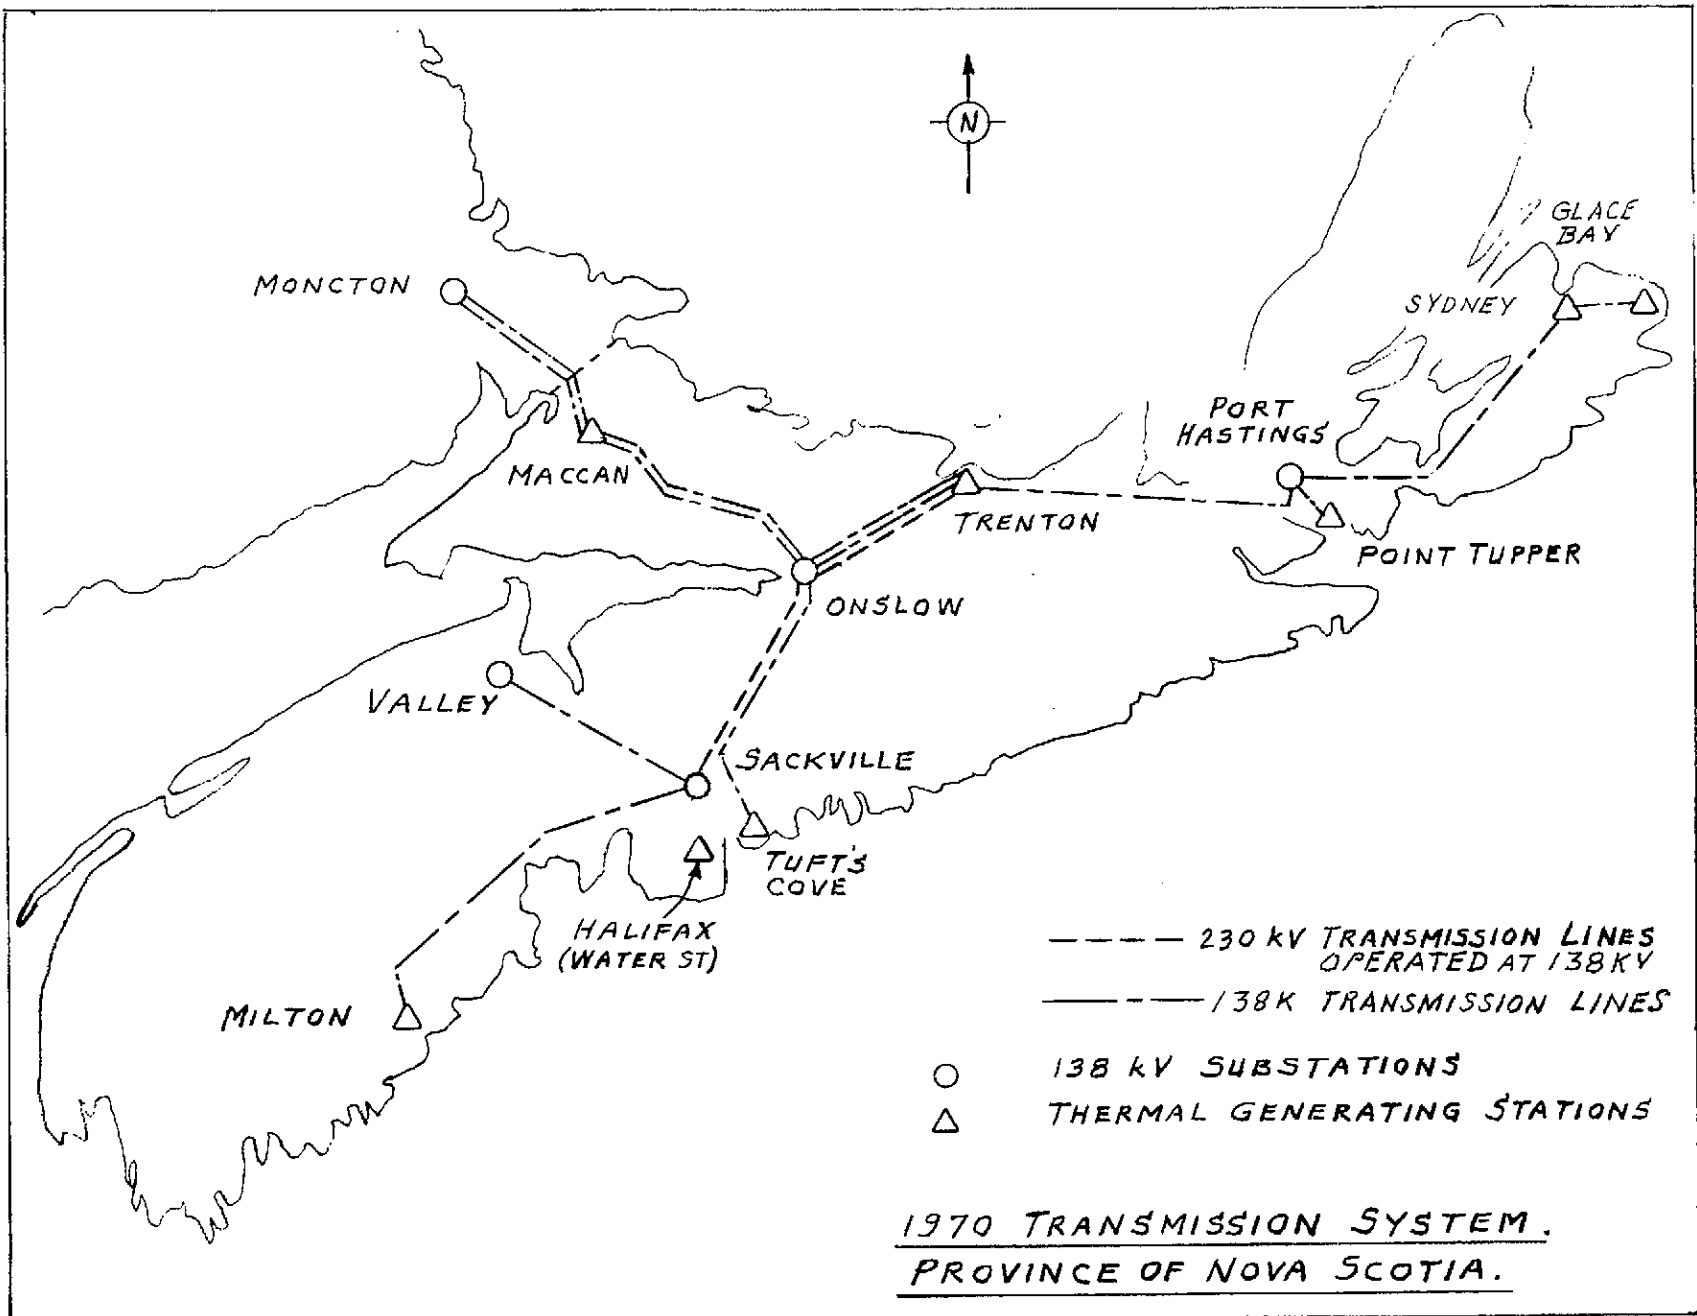 N
GLACE
BAY
MONCTON
SYDNEY
PORT
HASTINGS
MACCAN
TRENTON
POINT TUPPER
ONSLOW
VALLEY
SACKVILLE
TUFT'S
COVE
HALIFAX
(WATER ST)
MILTON
230 kV TRANSMISSION LINES
OPERATED AT 138KV
138K TRANSMISSION LINES
138 kV SUBSTATIONS
THERMAL GENERATING STATIONS
1970 TRANSMISSION SYSTEM.
PROVINCE OF NOVA SCOTIA.